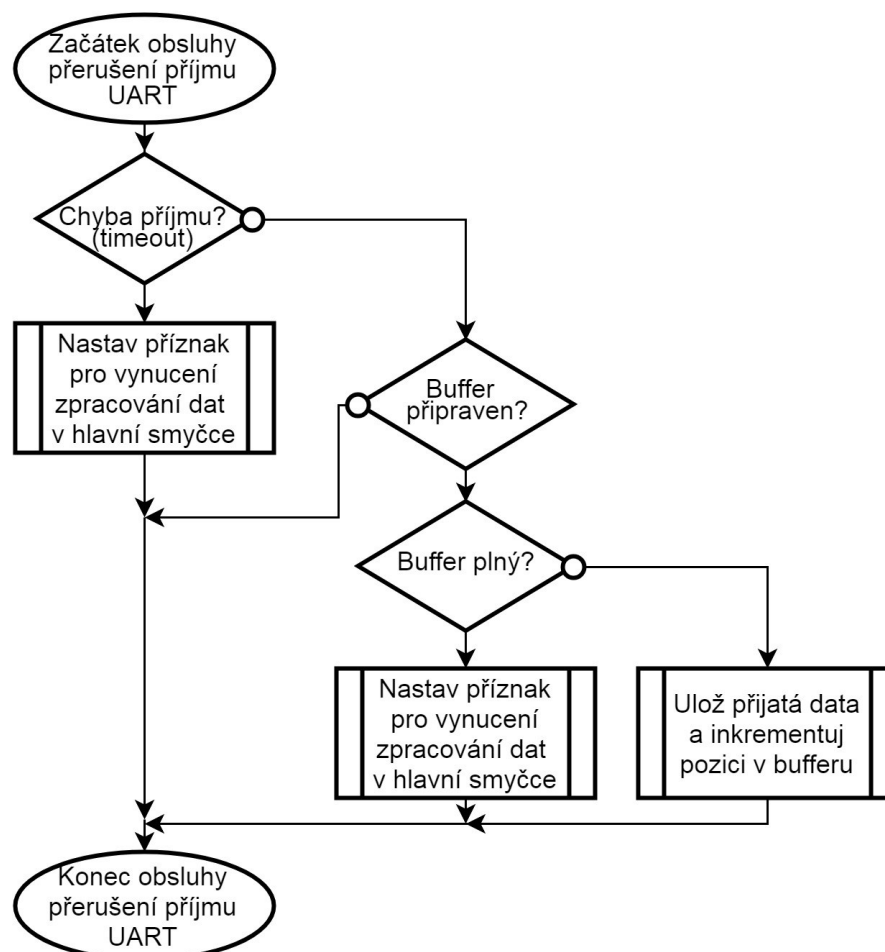 Začátek obsluhy
přerušení příjmu
UART
Chyba příjmu?
(timeout)
Nastav příznak
pro vynucení
zpracování dat
v hlavní smyčce
Buffer
připraven?
Buffer plný?
Nastav příznak
pro vynucení
zpracování dat
v hlavní smyčce
Ulož přijatá data
a inkrementuj
pozici v bufferu
Konec obsluhy
přerušení příjmu
UART